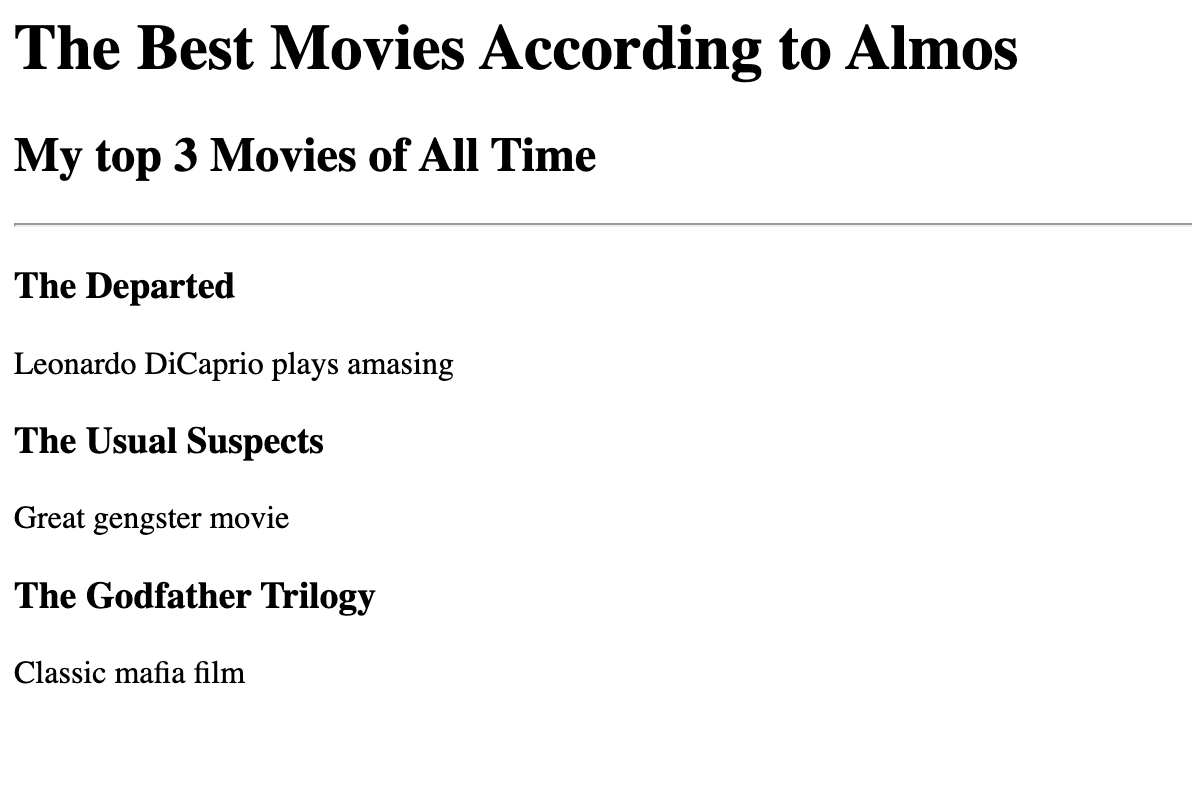 The Best Movies According to Almos
My top 3 Movies of All Time
The Departed
Leonardo DiCaprio plays amasing
The Usual Suspects
Great gengster movie
The Godfather Trilogy
Classic mafia film